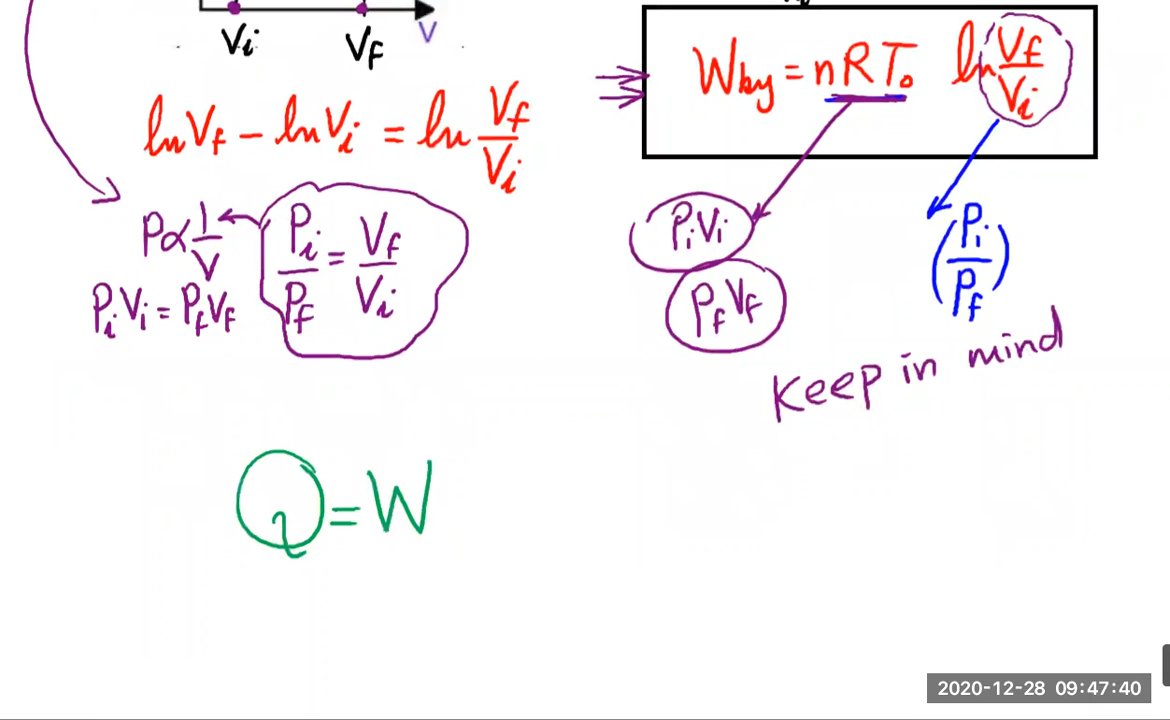 Vi Vf V
Wby = nRT₀ ln Vf/Vi
ln Vf - ln Vi = ln Vf/Vi
P∝1/V Pi/Pf = Vf/Vi
PiVi = PfVf
PiVi
PfVf
(Pi/Pf)
Keep in mind
Q = W
2020-12-28 09:47:40